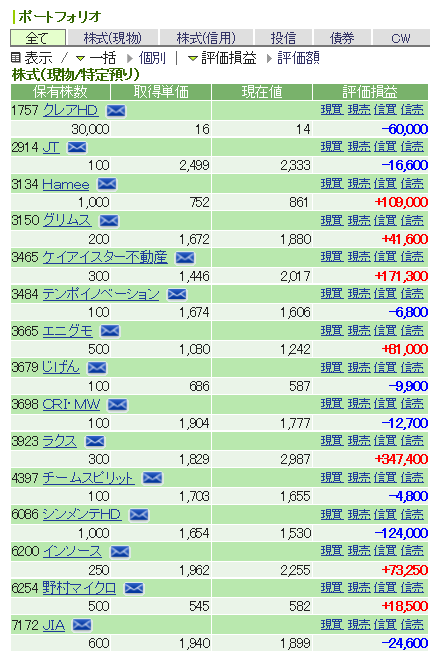 ポートフォリオ
全て 株式(現物) 株式(信用) 投信 債券 CW
表示 / 一括 個別 | 評価損益 評価額
株式(現物/特定預り)
保有株数 取得単価 現在値 評価損益
1757 クレアHD 現買 現売 信買 信売
30,000 16 14 -60,000
2914 JT 現買 現売 信買 信売
100 2,499 2,333 -16,600
3134 Hamee 現買 現売 信買 信売
1,000 752 861 +109,000
3150 グリムス 現買 現売 信買 信売
200 1,672 1,880 +41,600
3465 ケイアイスター不動産 現買 現売 信買 信売
300 1,446 2,017 +171,300
3484 テンポイノベーション 現買 現売 信買 信売
100 1,674 1,606 -6,800
3665 エニグモ 現買 現売 信買 信売
500 1,080 1,242 +81,000
3679 じげん 現買 現売 信買 信売
100 686 587 -9,900
3698 CRI・MW 現買 現売 信買 信売
100 1,904 1,777 -12,700
3923 ラクス 現買 現売 信買 信売
300 1,829 2,987 +347,400
4397 チームスピリット 現買 現売 信買 信売
100 1,703 1,655 -4,800
6086 シンメンテHD 現買 現売 信買 信売
1,000 1,654 1,530 -124,000
6200 インソース 現買 現売 信買 信売
250 1,962 2,255 +73,250
6254 野村マイクロ 現買 現売 信買 信売
500 545 582 +18,500
7172 JIA 現買 現売 信買 信売
600 1,940 1,899 -24,600